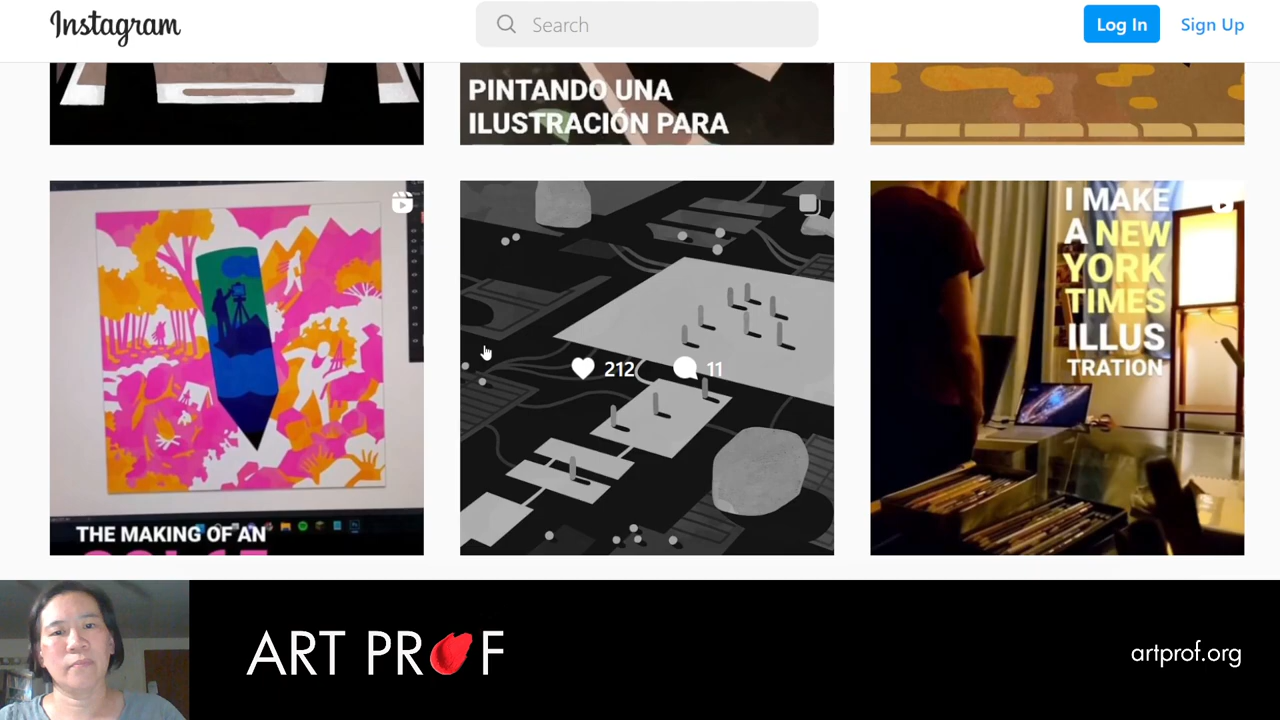 Instagram
Search
Log In
Sign Up
PINTANDO UNA
ILUSTRACIÓN PARA
THE MAKING OF AN
212
11
I MAKE
A NEW
YORK
TIMES
ILLUS
TRATION
ART PROF
artprof.org